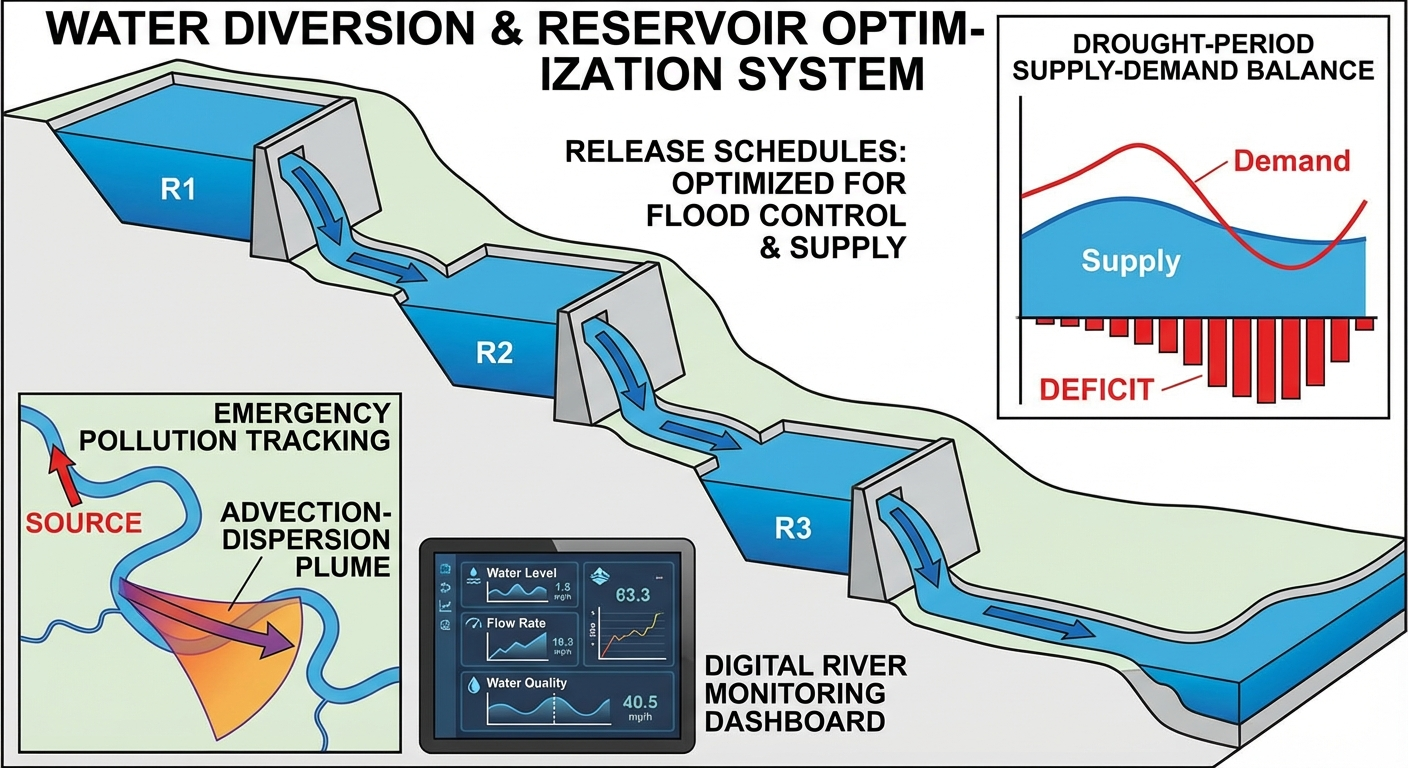 WATER DIVERSION & RESERVOIR OPTIM-
IZATION SYSTEM
DROUGHT-PERIOD
SUPPLY-DEMAND BALANCE
Demand
Supply
DEFICIT
RELEASE SCHEDULES:
OPTIMIZED FOR
FLOOD CONTROL
& SUPPLY
R1
R2
R3
EMERGENCY
POLLUTION TRACKING
SOURCE
ADVECTION-
DISPERSION
PLUME
Water Level
1.8
63.3
Flow Rate
Water Quality
40.5
DIGITAL RIVER
MONITORING
DASHBOARD